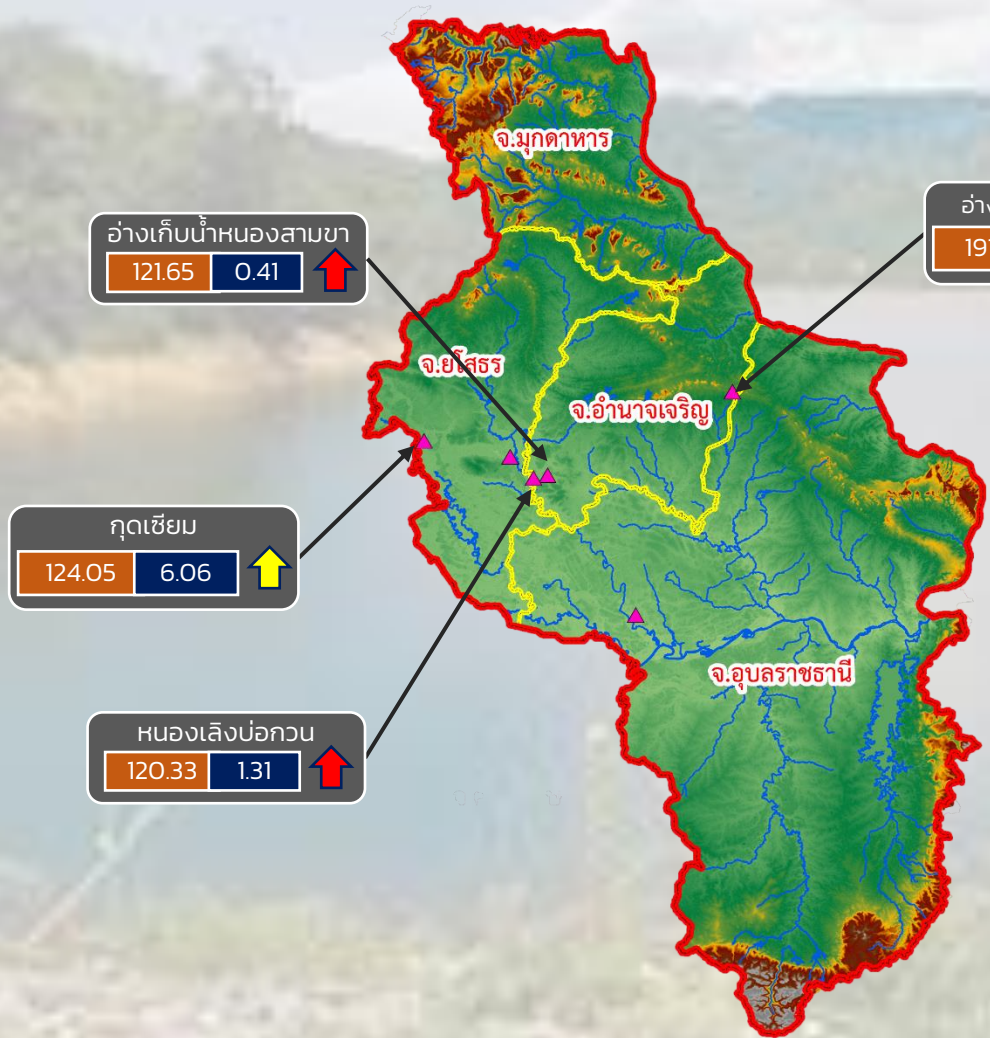 จ.มุกดาหาร
อ่างเก็บน้ำหนองสามขา
121.65 0.41
จ.ยโสธร
จ.อำนาจเจริญ
กุดเซียม
124.05 6.06
จ.อุบลราชธานี
หนองเลิงบ่อกวน
120.33 1.31